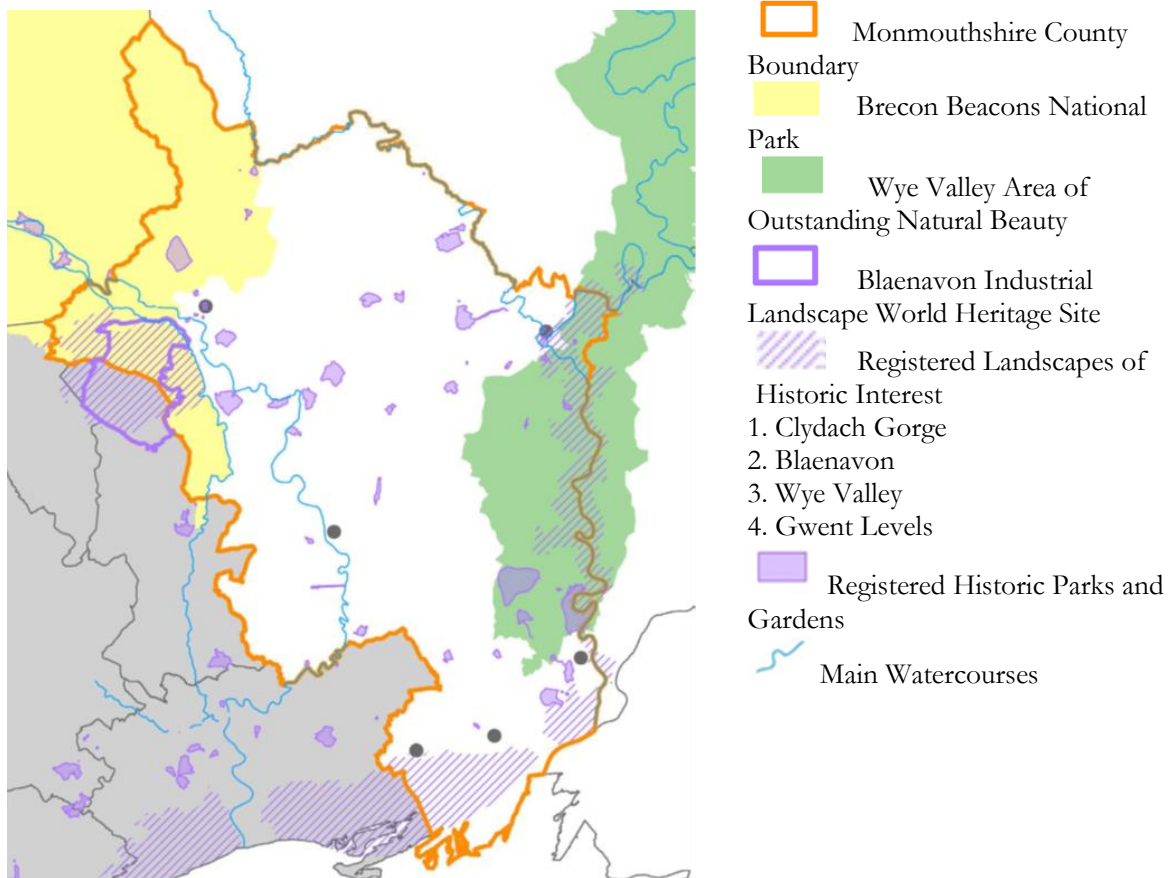 Monmouthshire County
Boundary
Brecon Beacons National
Park
Wye Valley Area of
Outstanding Natural Beauty
Blaenavon Industrial
Landscape World Heritage Site
Registered Landscapes of
Historic Interest
1. Clydach Gorge
2. Blaenavon
3. Wye Valley
4. Gwent Levels
Registered Historic Parks and
Gardens
Main Watercourses